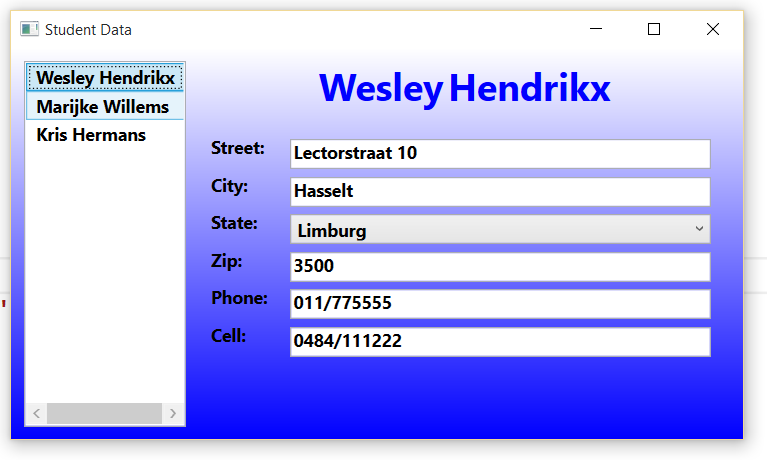 Student Data
Wesley Hendrikx
Marijke Willems
Kris Hermans
Wesley Hendrikx
Street: Lectorstraat 10
City: Hasselt
State: Limburg
Zip: 3500
Phone: 011/775555
Cell: 0484/111222
'